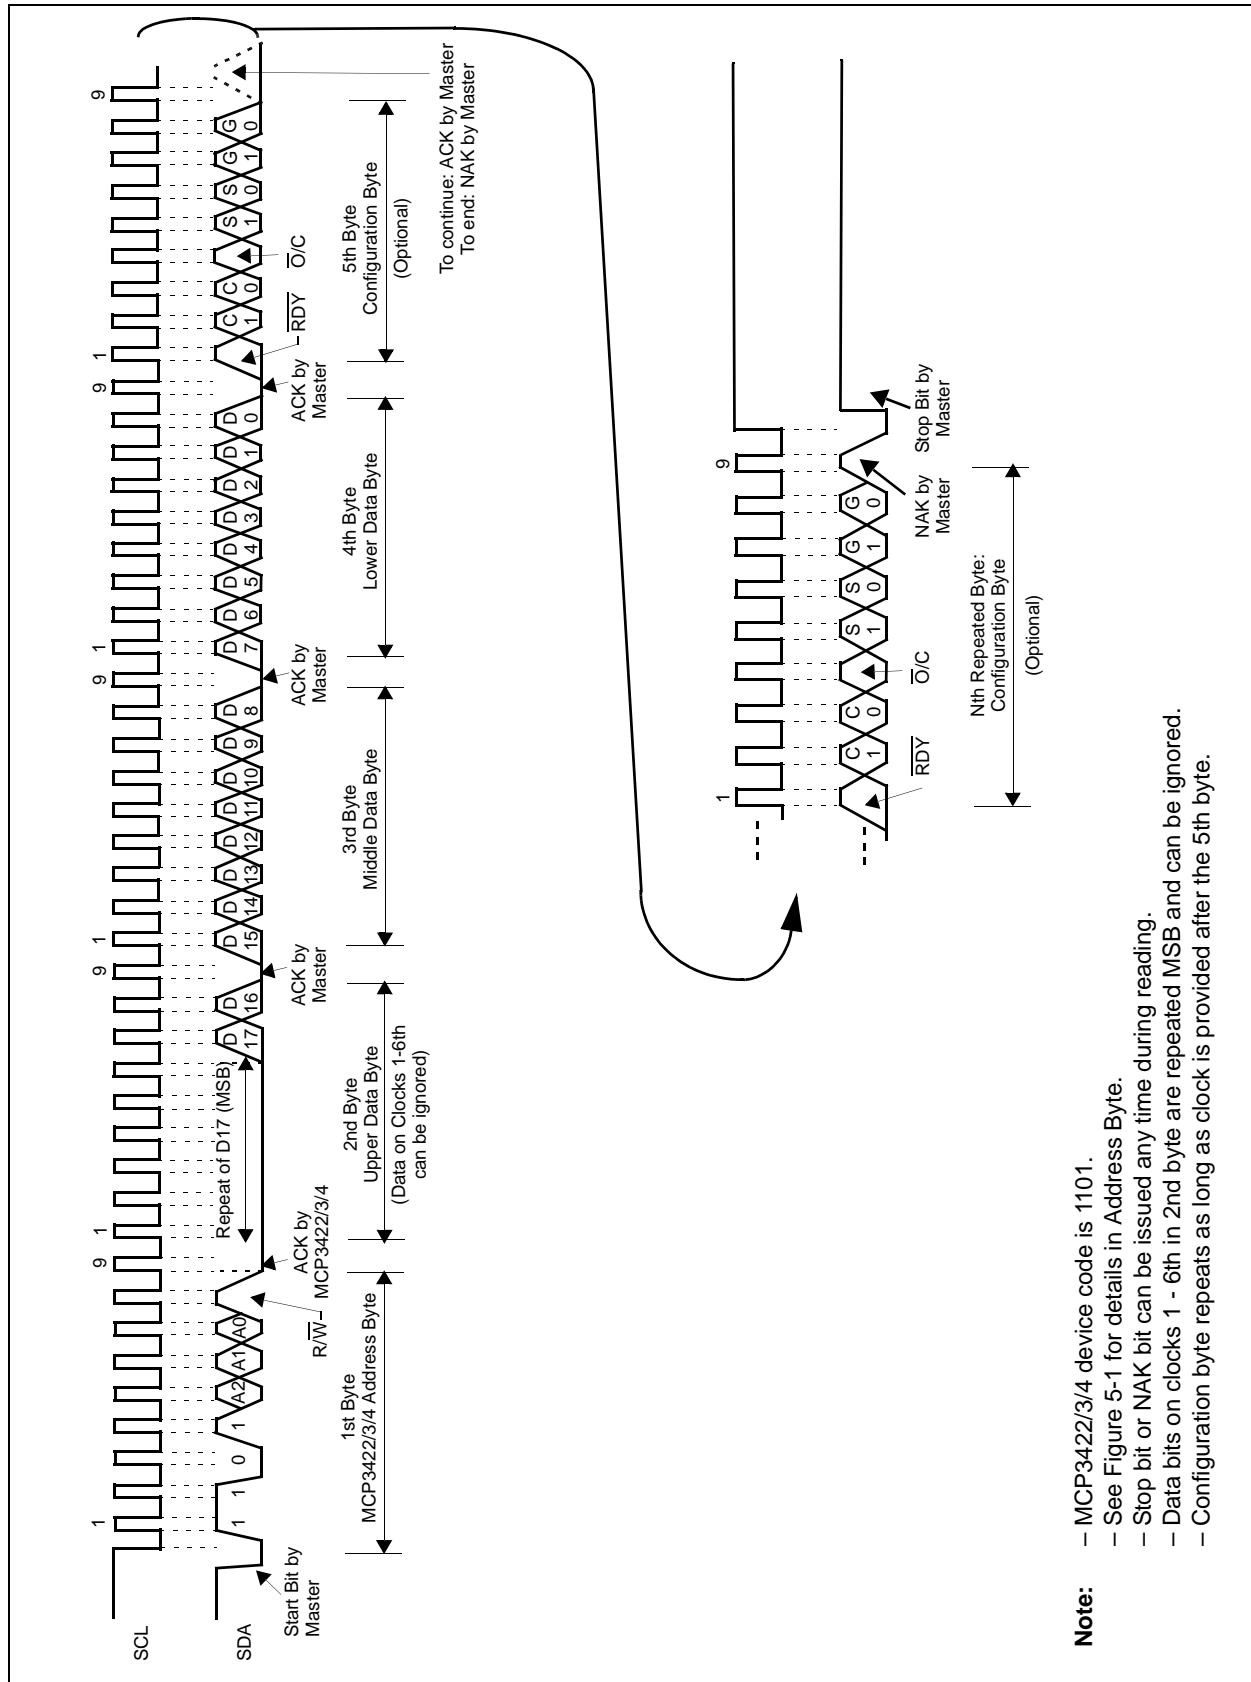 SCL
1
9
1
9
1
9
1
9
1
9
SDA
1
1
0
1
A2
A1
A0
Repeat of D17 (MSB)
D
17
D
16
D
15
D
14
D
13
D
12
D
11
D
10
D
9
D
8
D
7
D
6
D
5
D
4
D
3
D
2
D
1
D
0
C
1
C
0
S
1
S
0
G
1
G
0
Start Bit by
Master
R/W̅
ACK by
MCP3422/3/4
ACK by
Master
ACK by
Master
ACK by
Master
R̅D̅Y̅
O̅/C
1st Byte
MCP3422/3/4 Address Byte
2nd Byte
Upper Data Byte
(Data on Clocks 1-6th
can be ignored)
3rd Byte
Middle Data Byte
4th Byte
Lower Data Byte
5th Byte
Configuration Byte
(Optional)
To continue: ACK by Master
To end: NAK by Master
1
9
C
1
C
0
S
1
S
0
G
1
G
0
R̅D̅Y̅
O̅/C
NAK by
Master
Stop Bit by
Master
Nth Repeated Byte:
Configuration Byte
(Optional)
Note: – MCP3422/3/4 device code is 1101.
– See Figure 5-1 for details in Address Byte.
– Stop bit or NAK bit can be issued any time during reading.
– Data bits on clocks 1 - 6th in 2nd byte are repeated MSB and can be ignored.
– Configuration byte repeats as long as clock is provided after the 5th byte.